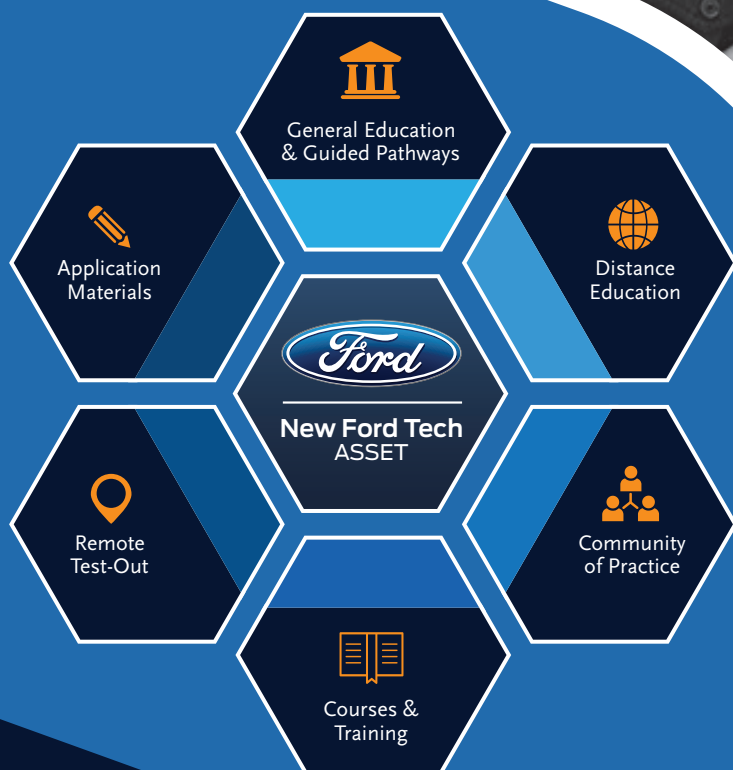 General Education
& Guided Pathways
Application
Materials
Distance
Education
Ford
New Ford Tech
ASSET
Remote
Test-Out
Community
of Practice
Courses &
Training